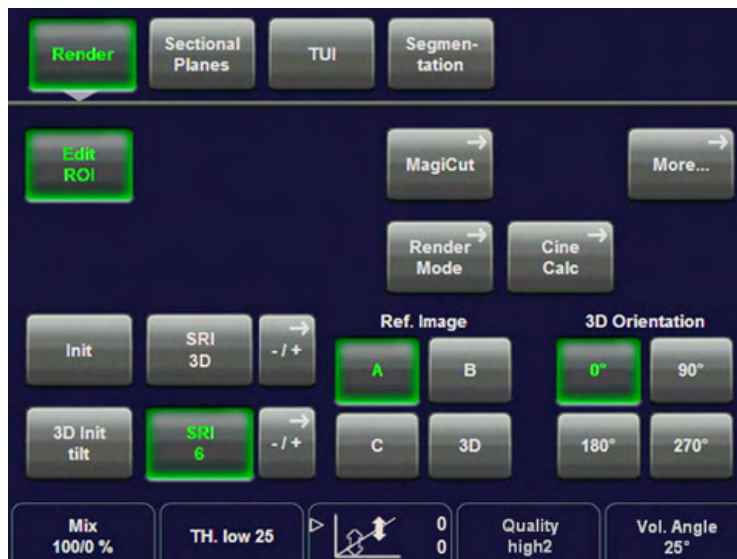 Render
Sectional
Planes
TUI
Segmen-
tation
Edit
ROI
MagiCut
More...
Render
Mode
Cine
Calc
Init
SRI
3D
- / +
Ref. Image
3D Orientation
A
B
0°
90°
3D Init
tilt
SRI
6
- / +
C
3D
180°
270°
Mix
100/0 %
TH. low 25
0
0
Quality
high2
Vol. Angle
25°